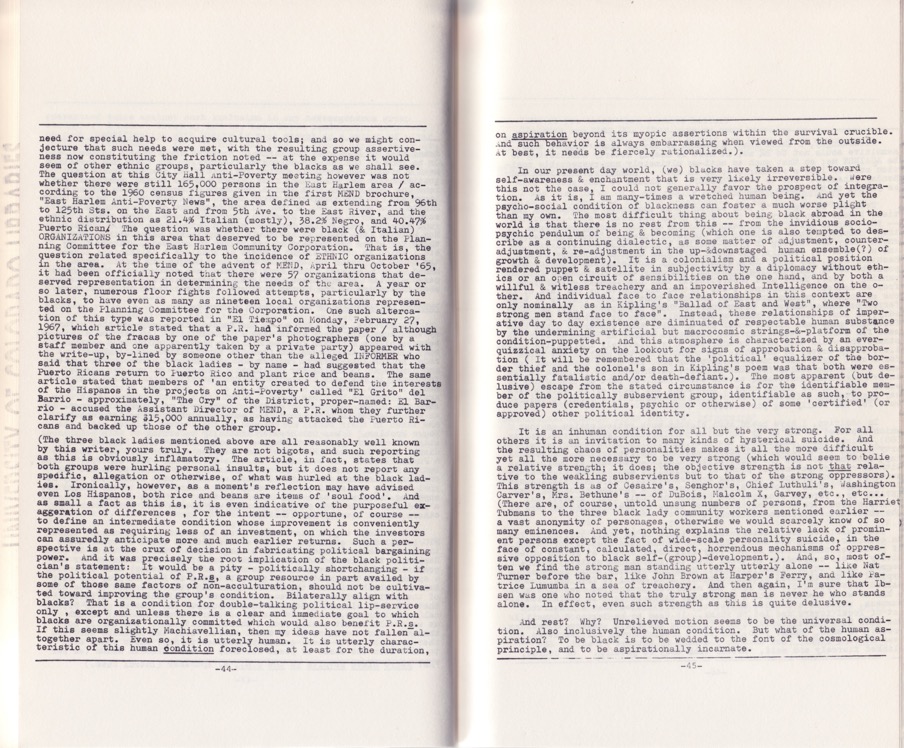 need for special help to acquire cultural tools; and so we might con-
jecture that such needs were met, with the resulting group assertive-
ness now constituting the friction noted -- at the expense it would
seem of other ethnic groups, particularly the blacks as we shall see.
The question at this City Hall Anti-Poverty meeting however was not
whether there were still 165,000 persons in the East Harlem area / ac-
cording to the 1960 census figures given in the first MEND brochure,
"East Harlem Anti-Poverty News", the area defined as extending from 96th
to 125th Sts. on the East and from 5th Ave. to the East River, and the
ethnic distribution as 21.4% Italian (mostly), 38.2% Negro, and 40.47%
Puerto Rican/ The question was whether there were black (& Italian)
ORGANIZATIONS in this area that deserved to be represented on the Plan-
ning Committee for the East Harlem Community Corporation. That is, the
question related specifically to the incidence of ETHNIC organizations
in the area. At the time of the advent of MEND, April thru October '65,
it had been officially noted that there were 57 organizations that de-
served representation in determining the needs of the area. A year or
so later, numerous floor fights followed attempts, particularly by the
blacks, to have even as many as nineteen local organizations represen-
ted on the Planning Committee for the Corporation. One such alterca-
tion of this type was reported in "El Tiempo" on Monday, February 27,
1967, which article stated that a P.R. had informed the paper / although
pictures of the fracas by one of the paper's photographers (one by a
staff member and one apparently taken by a private party) appeared with
the write-up, by-lined by someone other than the alleged INFORMER who
said that three of the black ladies - by name - had suggested that the
Puerto Ricans return to Puerto Rico and plant rice and beans. The same
article stated that members of 'an entity created to defend the interests
of the Hispanos in the projects on Anti-Poverty' called "El Grito" del
Barrio - approximately, "The Cry" of the District, proper-named: El Bar-
rio - accused the Assistant Director of MEND, a P.R. whom they further
clarify as earning $15,000 annually, as having attacked the Puerto Ri-
cans and backed up those of the other group.
(The three black ladies mentioned above are all reasonably well known
by this writer, yours truly. They are not bigots, and such reporting
as this is obviously inflamatory. The article, in fact, states that
both groups were hurling personal insults, but it does not report any
specific, allegation or otherwise, of what was hurled at the black lad-
ies. Ironically, however, as a moment's reflection may have advised
even Los Hispanos, both rice and beans are items of 'soul food'. And
as small a fact as this is, it is even indicative of the purposeful ex-
aggeration of differences , for the intent -- opportune, of course --
to define an intermediate condition whose improvement is conveniently
represented as requiring less of an investment, on which the investors
can assuredly anticipate more and much earlier returns. Such a per-
spective is at the crux of decision in fabricating political bargaining
power. And it was precisely the root implication of the black politi-
cian's statement: It would be a pity - politically shortchanging - if
the political potential of P.R.s, a group resource in part availed by
some of those same factors of non-acculturation, should not be cultiva-
ted toward improving the group's condition. Bilaterally align with
blacks? That is a condition for double-talking political lip-service
only , except and unless there is a clear and immediate goal to which
blacks are organizationally committed which would also benefit P.R.s.
If this seems slightly Machiavellian, then my ideas have not fallen al-
together apart. Even so, it is utterly human. It is utterly charac-
teristic of this human condition foreclosed, at least for the duration,
-44-
on aspiration beyond its myopic assertions within the survival crucible.
And such behavior is always embarrassing when viewed from the outside.
At best, it needs be fiercely rationalized.).
In our present day world, (we) blacks have taken a step toward
self-awareness & enchantment that is very likely irreversible. Were
this not the case, I could not generally favor the prospect of integra-
tion. As it is, I am many-times a wretched human being. And yet the
psycho-social condition of blackness can foster a much worse plight
than my own. The most difficult thing about being black abroad in the
world is that there is no rest from this -- from the invidious socio-
psychic pendulum of being & becoming (which one is also tempted to des-
cribe as a continuing dialectic, as some matter of adjustment, counter-
adjustment, & re-adjustment in the up-&downstaged human ensemble(?) of
growth & development). It is a colonial and a political position
rendered puppet & satellite in subjectivity by a diplomacy without eth-
ics or an open circuit of sensibilities on the one hand, and by both a
willful & witless treachery and an impoverished Intelligence on the o-
ther. And individual face to face relationships in this context are
only nominally as in Kipling's "Ballad of East and West", where "Two
strong men stand face to face". Instead, these relationships of imper-
ative day to day existence are diminuted of respectable human substance
by the undermining artificial but macroscomic strings-&-platform of the
condition-puppetted. And this atmosphere is characterized by an ever-
quizzical anxiety on the lookout for signs of approbation & disapproba-
tion ( It will be remembered that the 'political' equalizer of the bor-
der thief and the colonel's son in Kipling's poem was that both were es-
sentially fatalistic and/or death-defiant.). The most apparent (but de-
lusive) escape from the stated circumstance is for the identifiable mem-
ber of the politically subservient group, identifiable as such, to pro-
duce papers (credentials, psychic or otherwise) of some 'certified' (or
approved) other political identity.
It is an inhuman condition for all but the very strong. For all
others it is an invitation to many kinds of hysterical suicide. And
the resulting chaos of personalities makes it all the more difficult
yet all the more necessary to be very strong (which would seem to belie
a relative strength; it does; the objective strength is not that rela-
tive to the weakling subservients but to that of the strong oppressors).
This strength is as of Cesaire's, Senghor's, Chief Luthuli's, Washington
Carver's, Mrs. Bethune's -- of DuBois, Malcolm X, Garvey, etc., etc...
(There are, of course, untold unsung numbers of persons, from the Harriet
Tubmans to the three black lady community workers mentioned earlier --
a vast anonymity of personages, otherwise we would scarcely know of so
many eminences. And yet, nothing explains the relative lack of promin-
ent persons except the fact of wide-scale personality suicide, in the
face of constant, calculated, direct, horrendous mechanisms of oppres-
sive opposition to black self-(group)-development.). And, so, most of-
ten we find the strong man standing utterly utterly alone -- like Nat
Turner before the bar, like John Brown at Harper's Ferry, and like Pa-
trice Lumumba in a sea of treachery. And then again, I'm sure that Ib-
sen was one who noted that the truly strong man is never he who stands
alone. In effect, even such strength as this is quite delusive.
And rest? Why? Unrelieved motion seems to be the universal condi-
tion. Also inclusively the human condition. But what of the human as-
piration? To be black is to be wedded to the font of the cosmological
principle, and to be aspirationally incarnate.
-45-